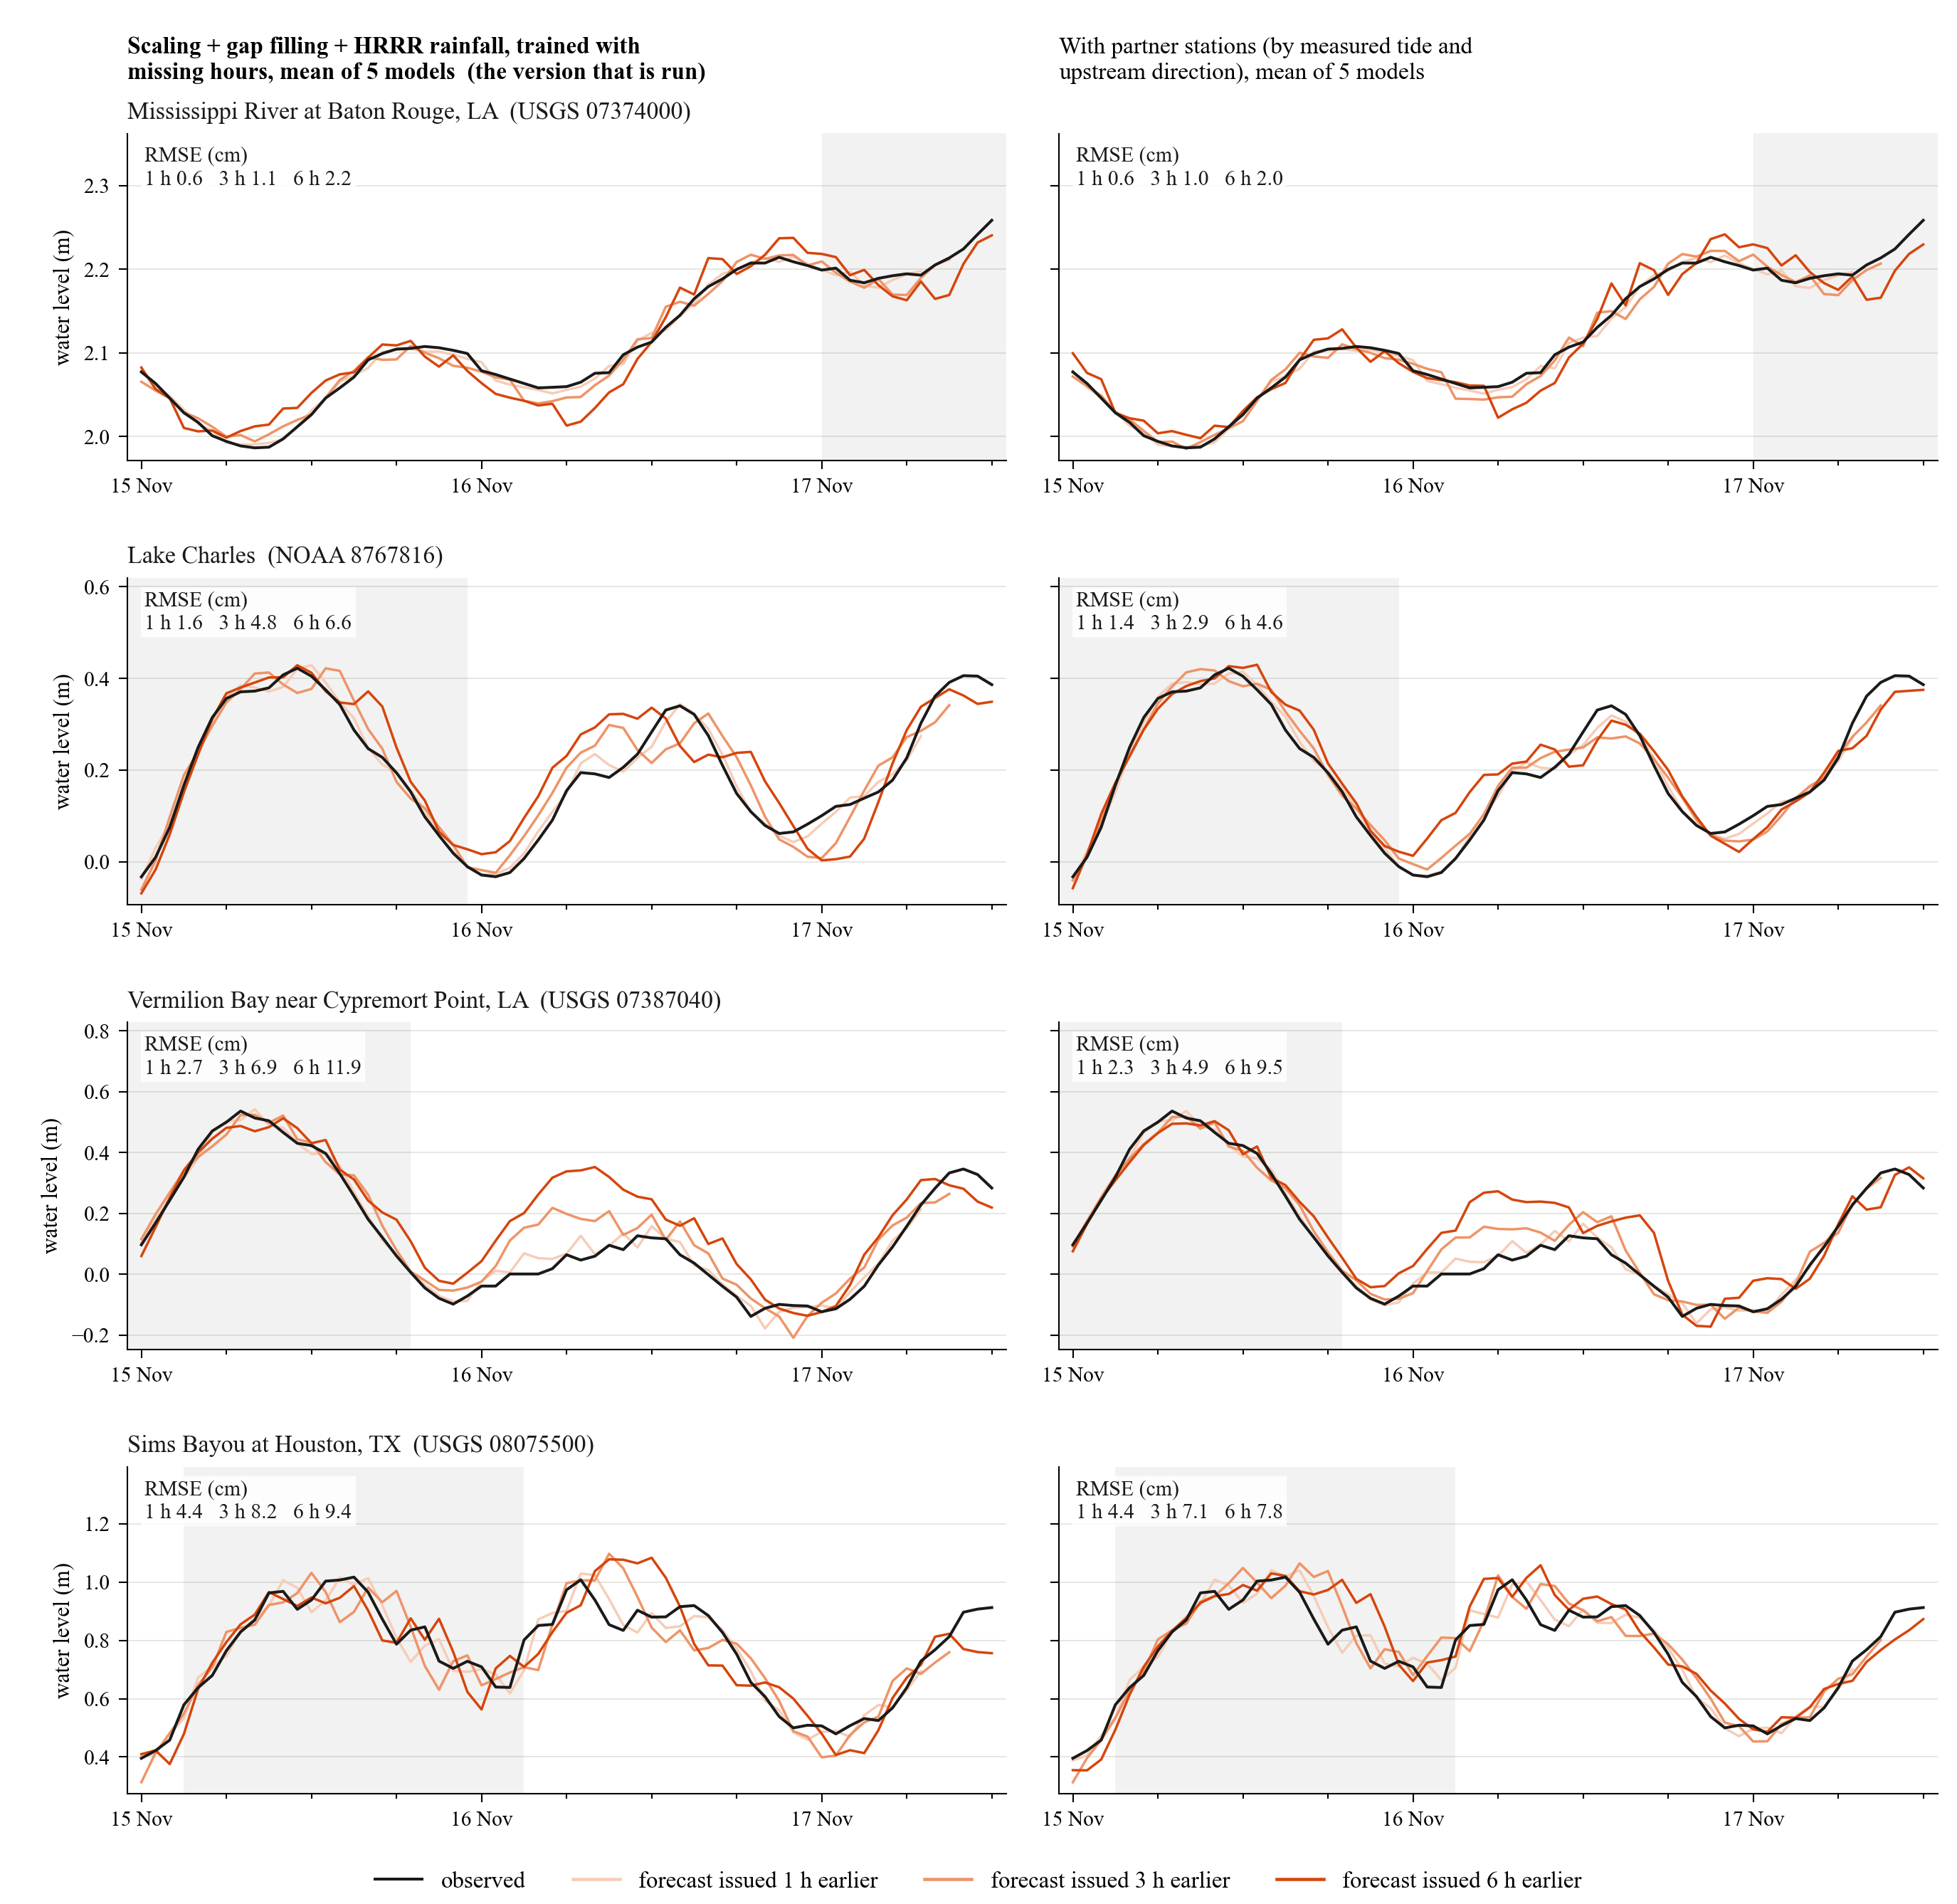 Scaling + gap filling + HRRR rainfall, trained with
missing hours, mean of 5 models (the version that is run)
With partner stations (by measured tide and
upstream direction), mean of 5 models
Mississippi River at Baton Rouge, LA (USGS 07374000)
RMSE (cm)
1 h 0.6 3 h 1.1 6 h 2.2
2.3
2.2
2.1
2.0
water level (m)
15 Nov
16 Nov
17 Nov
RMSE (cm)
1 h 0.6 3 h 1.0 6 h 2.0
15 Nov
16 Nov
17 Nov
Lake Charles (NOAA 8767816)
RMSE (cm)
1 h 1.6 3 h 4.8 6 h 6.6
0.6
0.4
0.2
0.0
water level (m)
15 Nov
16 Nov
17 Nov
RMSE (cm)
1 h 1.4 3 h 2.9 6 h 4.6
15 Nov
16 Nov
17 Nov
Vermilion Bay near Cypremort Point, LA (USGS 07387040)
RMSE (cm)
1 h 2.7 3 h 6.9 6 h 11.9
0.8
0.6
0.4
0.2
0.0
−0.2
water level (m)
15 Nov
16 Nov
17 Nov
RMSE (cm)
1 h 2.3 3 h 4.9 6 h 9.5
15 Nov
16 Nov
17 Nov
Sims Bayou at Houston, TX (USGS 08075500)
RMSE (cm)
1 h 4.4 3 h 8.2 6 h 9.4
1.2
1.0
0.8
0.6
0.4
water level (m)
15 Nov
16 Nov
17 Nov
RMSE (cm)
1 h 4.4 3 h 7.1 6 h 7.8
15 Nov
16 Nov
17 Nov
observed
forecast issued 1 h earlier
forecast issued 3 h earlier
forecast issued 6 h earlier